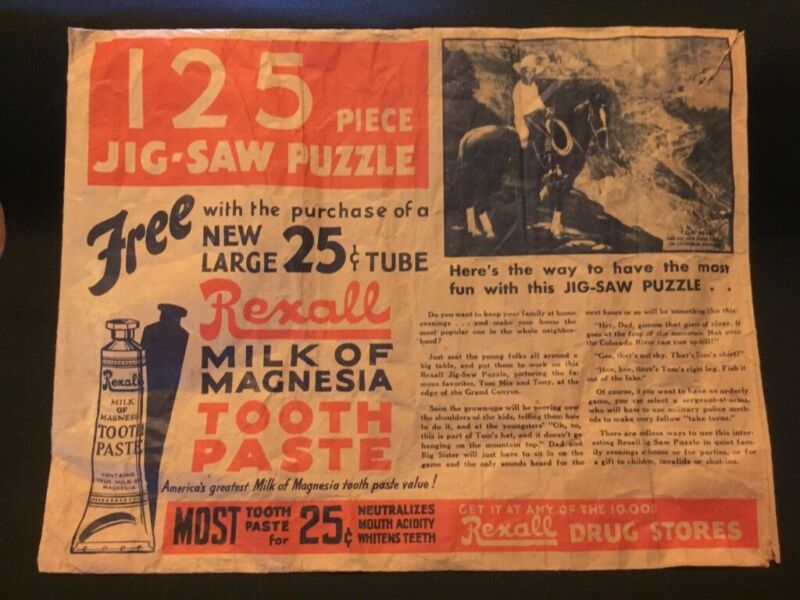 125
PIECE
JIG-SAW PUZZLE
Free with the purchase of a
NEW
LARGE 25¢ TUBE
Rexall
MILK OF
MAGNESIA
TOOTH
PASTE
America's greatest Milk of Magnesia tooth paste value!
Rexall
MILK
OF
MAGNESIA
TOOTH
PASTE
CONTAINS
TRUE MILK OF
MAGNESIA
MOST TOOTH PASTE for 25¢
NEUTRALIZES
MOUTH ACIDITY
WHITENS TEETH
TOM MIX
Here's the way to have the most
fun with this JIG-SAW PUZZLE . .
Do you want to keep your family at home
evenings . . . and make your house the
most popular one in the whole neighbor-
hood?
Just seat the young folks all around a
big table, and put them to work on this
Rexall Jig-Saw Puzzle, picturing the fa-
mous favorites, Tom Mix and Tony, at the
edge of the Grand Canyon.
Soon the grown-ups will be peering over
the shoulders of the kids, telling them how
to do it, and at the youngsters' "Oh, no,
this is part of Tom's hat, and it doesn't go
hanging on the mountain top," Dad and
Big Sister will just have to sit in on the
game and the only sounds heard for the
next hours or so will be something like this:
"Hey, Dad, gimme that piece of river. It
goes at the foot of the mountain. Not even
the Colorado River can run up-hill!"
"Gee, that's not sky. That's Tom's shirt!"
"Hee, hee, there's Tom's right leg. Fish it
out of the lake."
Of course, if you want to have an orderly
game, you can select a sergeant-at-arms,
who will have to use military police meth-
ods to make every fellow "take turns."
There are endless ways to use this inter-
esting Rexall Jig Saw Puzzle in quiet fam-
ily evenings at home or for parties, or for
a gift to children, invalids or shut-ins.
GET IT AT ANY OF THE 10,000
Rexall DRUG STORES